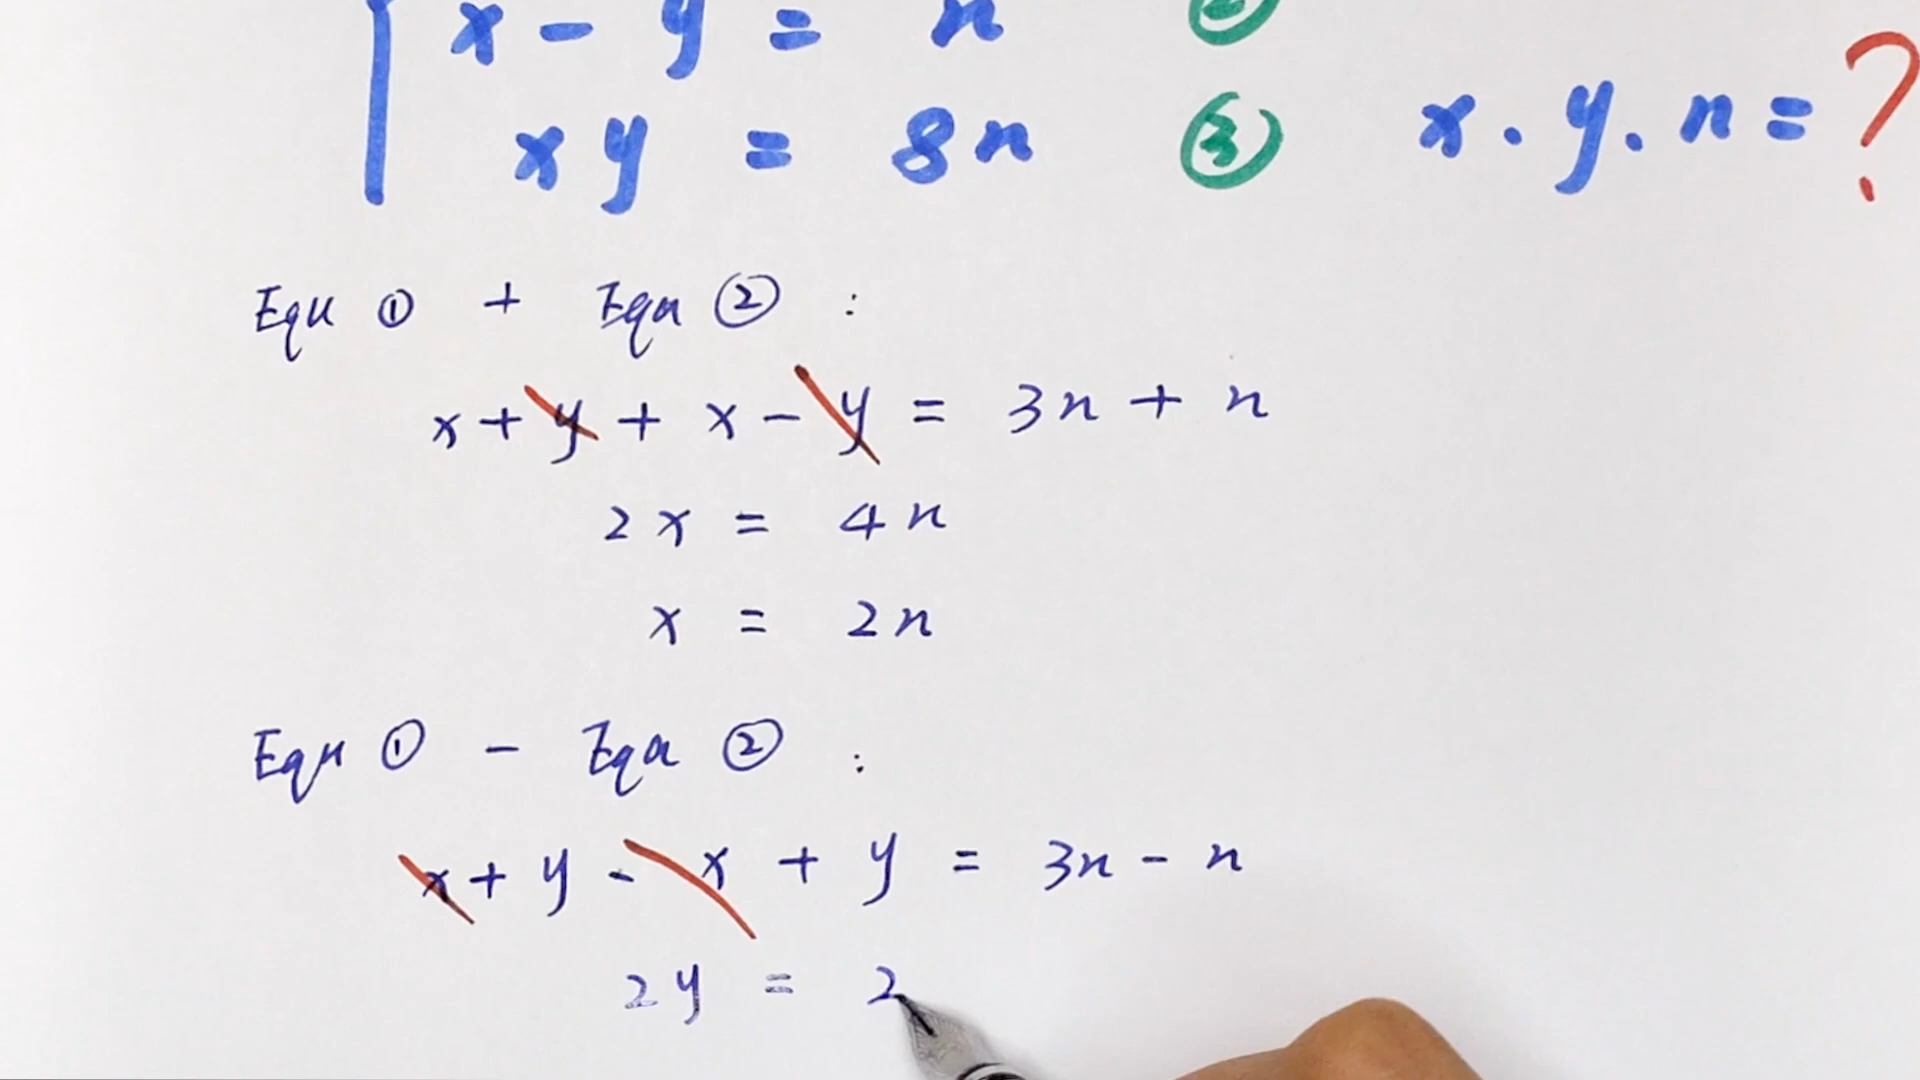 x - y = n ②
xy = 8n ③ x · y · n = ?
Equ ① + Equ ② :
x + y + x - y = 3n + n
2x = 4n
x = 2n
Equ ① - Equ ② :
x + y - x + y = 3n - n
2y = 2